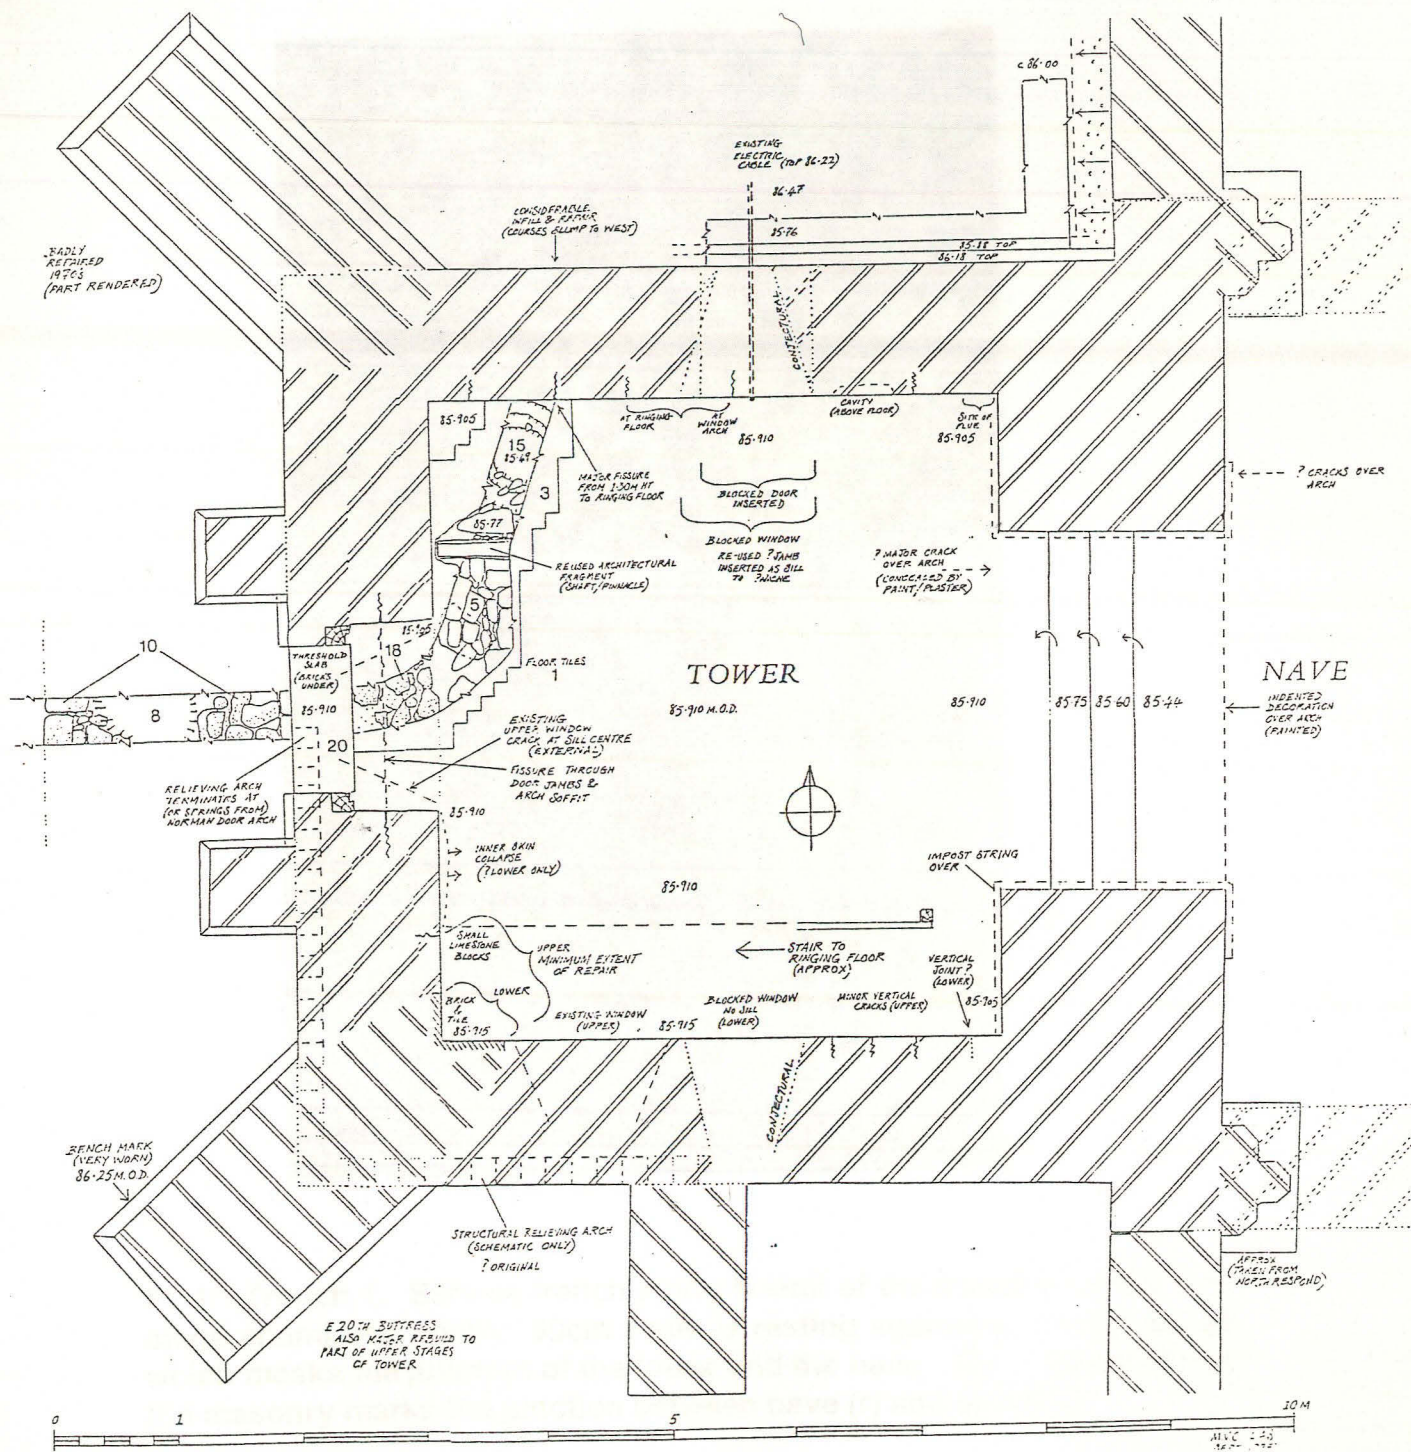 c 86·00
EXISTING
ELECTRIC
CABLE (TOP 86·22)
86·47
CONSIDERABLE
INFILL & REPAIR
(COURSES SLUMP TO WEST)
85·76
85·88 TOP
86·18 TOP
BADLY
REPAIRED
1970s
(PART RENDERED)
CONJECTURAL
85·905
15
85·69
3
MAJOR FISSURE
FROM 1·30M HT
TO RINGING FLOOR
AT RINGING
FLOOR
AT
WINDOW
ARCH
85·910
CAVITY
(ABOVE FLOOR)
SITE OF
FLUE
85·905
? CRACKS OVER
ARCH
BLOCKED DOOR
INSERTED
85·77
BLOCKED WINDOW
RE-USED ? JAMB
INSERTED AS SILL
TO ? NICHE
REUSED ARCHITECTURAL
FRAGMENT
(SHAFT/PINNACLE)
? MAJOR CRACK
OVER ARCH
(CONCEALED BY
PAINT/PLASTER)
5
10
THRESHOLD
SLAB
(BRICKS
UNDER)
85·905
18
FLOOR TILES
1
TOWER
NAVE
8
85·910
85·910 M.O.D.
85·910
85·75
85·60
85·44
INDENTED
DECORATION
OVER ARCH
(PAINTED)
20
EXISTING
UPPER WINDOW
CRACK AT SILL CENTRE
(EXTERNAL)
FISSURE THROUGH
DOOR JAMBS &
ARCH SOFFIT
RELIEVING ARCH
TERMINATES AT
(OR SPRINGS FROM)
NORMAN DOOR ARCH
85·910
INNER SKIN
COLLAPSE
(? LOWER ONLY)
85·910
IMPOST STRING
OVER
SMALL
LIMESTONE
BLOCKS
UPPER
MINIMUM EXTENT
OF REPAIR
STAIR TO
RINGING FLOOR
(APPROX)
VERTICAL
JOINT ?
(LOWER)
LOWER
BRICK
&
TILE
85·915
EXISTING WINDOW
(UPPER)
85·915
BLOCKED WINDOW
NO SILL
(LOWER)
MINOR VERTICAL
CRACKS (UPPER)
85·905
CONJECTURAL
BENCH MARK
(VERY WORN)
86·25 M.O.D.
STRUCTURAL RELIEVING ARCH
(SCHEMATIC ONLY)
? ORIGINAL
APPROX
(TAKEN FROM
NORTH RESPOND)
E 20TH BUTTRESS
ALSO MAJOR REBUILD TO
PART OF UPPER STAGES
OF TOWER
0
1
5
10 M